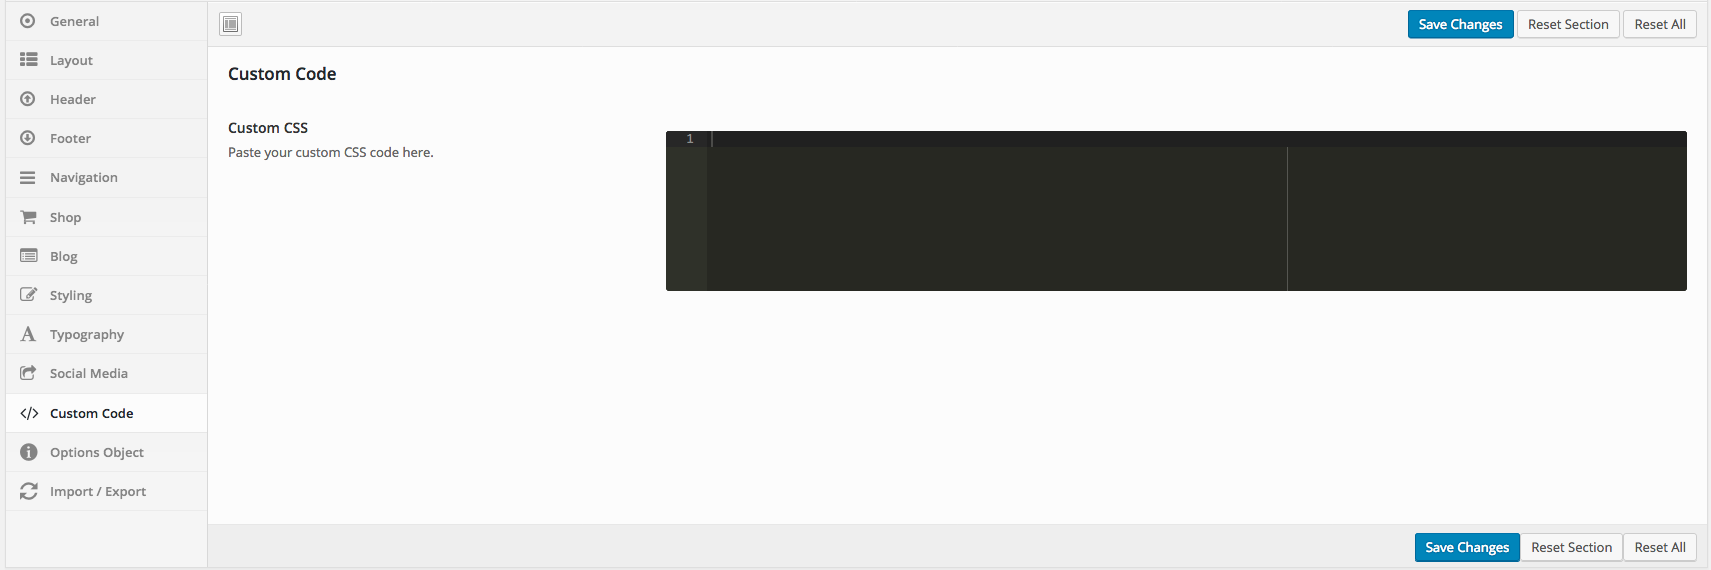 General
Layout
Header
Footer
Navigation
Shop
Blog
Styling
Typography
Social Media
Custom Code
Options Object
Import / Export
Save Changes Reset Section Reset All
Custom Code
Custom CSS
Paste your custom CSS code here.
1
Save Changes Reset Section Reset All